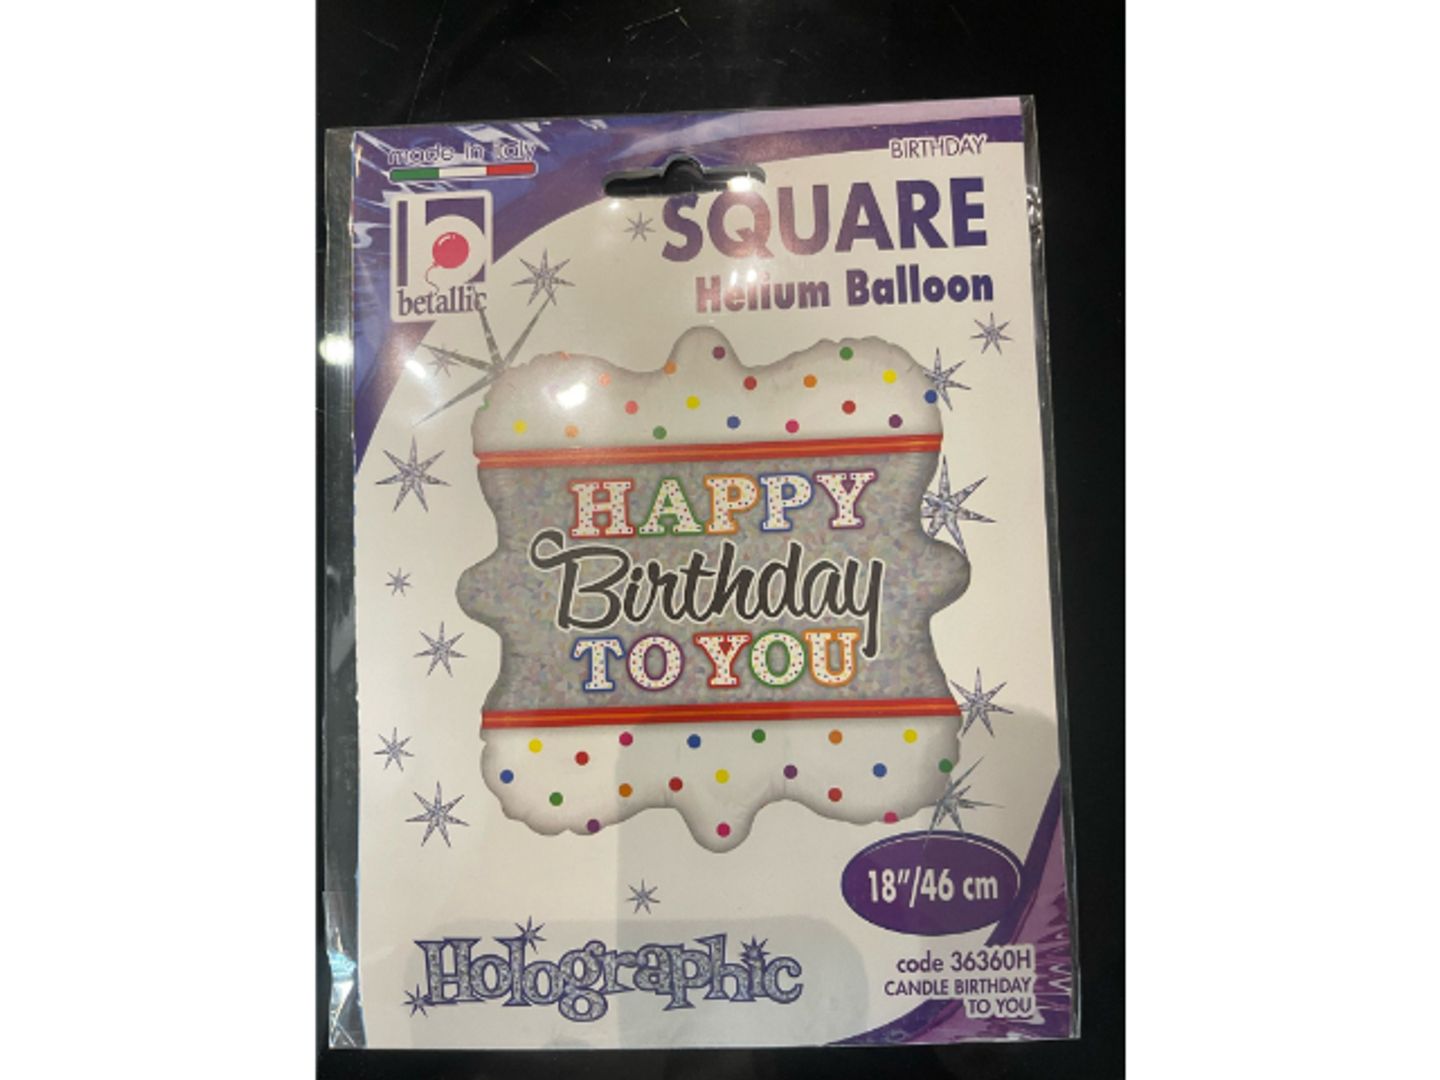 made in italy
BIRTHDAY
betallic
SQUARE
Helium Balloon
HAPPY
Birthday
TO YOU
18"/46 cm
Holographic
code 36360H
CANDLE BIRTHDAY
TO YOU